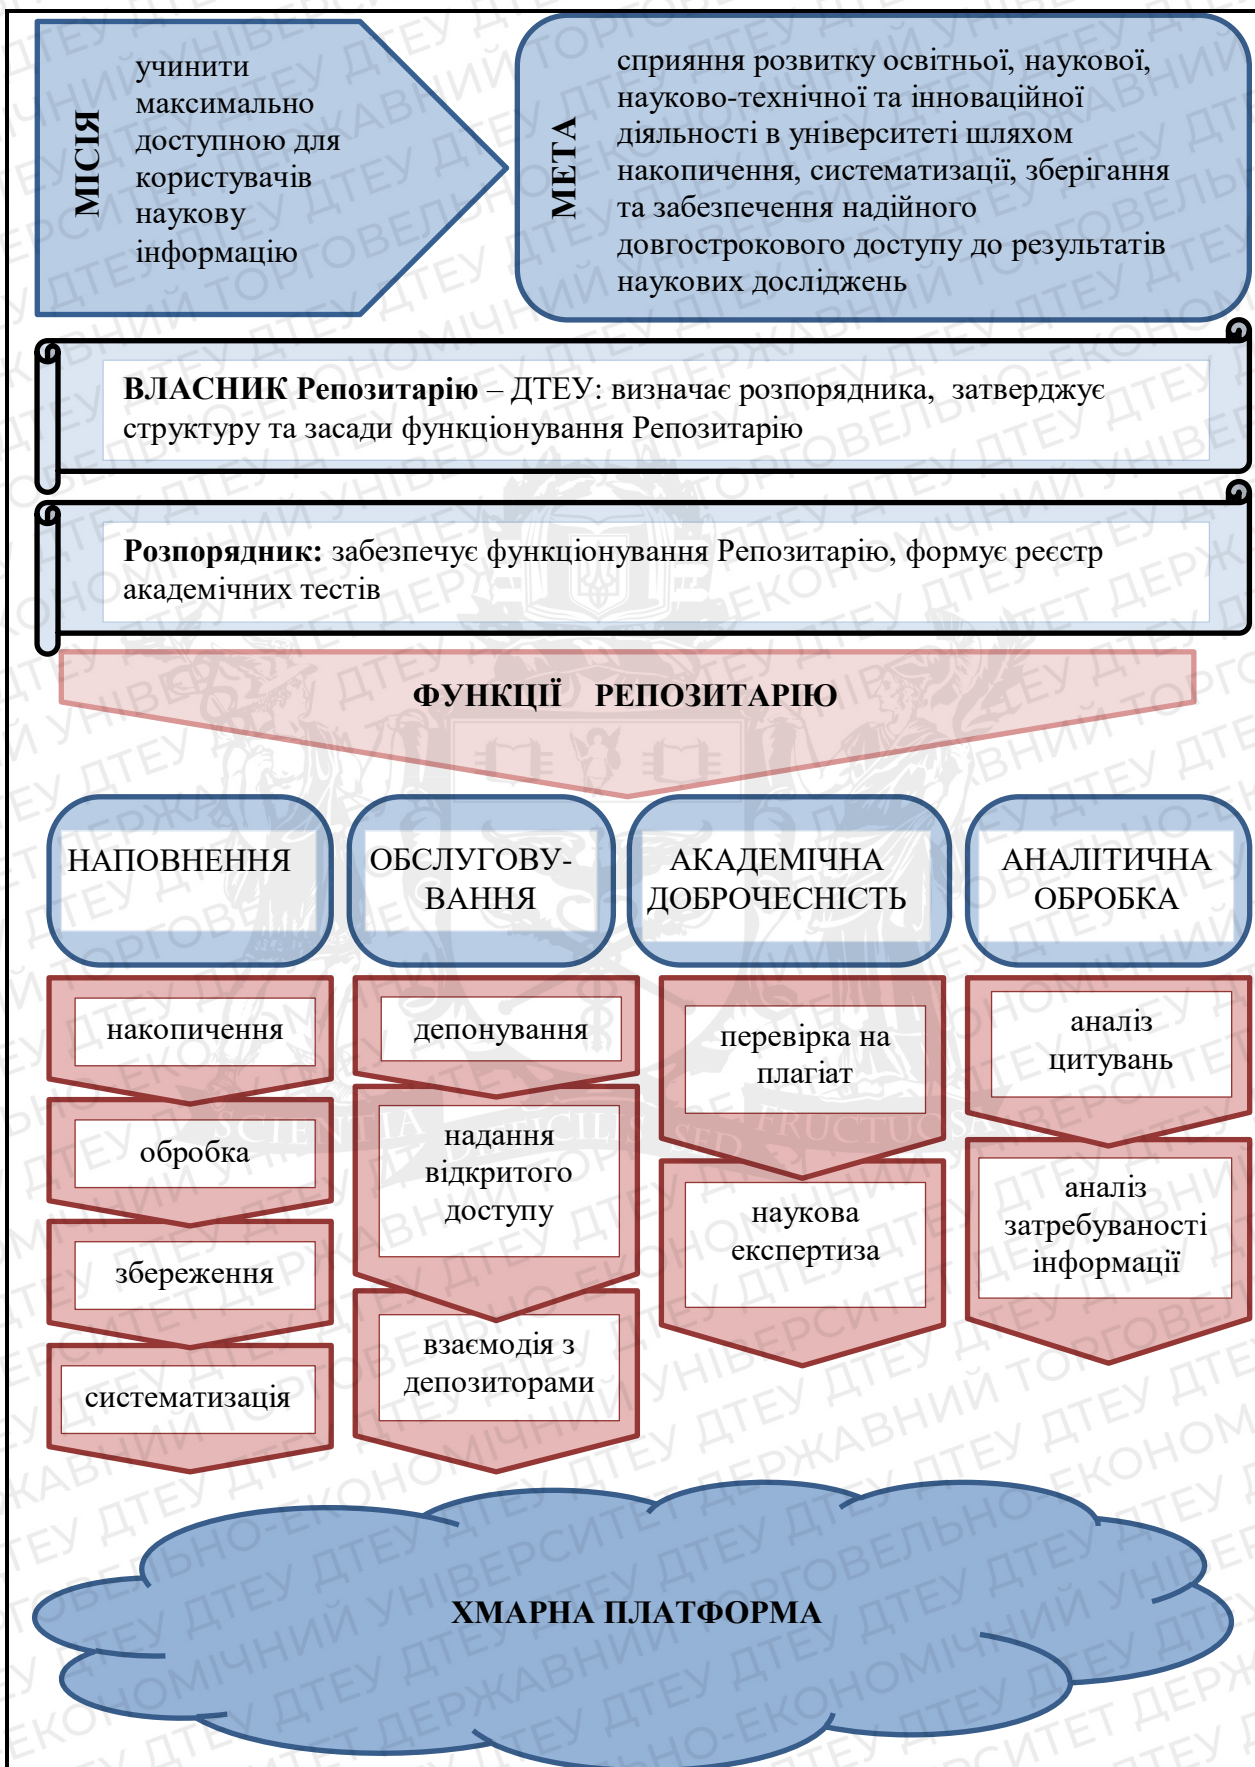 МІСІЯ
учинити
максимально
доступною для
користувачів
наукову
інформацію
МЕТА
сприяння розвитку освітньої, наукової,
науково-технічної та інноваційної
діяльності в університеті шляхом
накопичення, систематизації, зберігання
та забезпечення надійного
довгострокового доступу до результатів
наукових досліджень
ВЛАСНИК Репозитарію – ДТЕУ: визначає розпорядника, затверджує
структуру та засади функціонування Репозитарію
Розпорядник: забезпечує функціонування Репозитарію, формує реєстр
академічних тестів
ФУНКЦІЇ РЕПОЗИТАРІЮ
НАПОВНЕННЯ
накопичення
обробка
збереження
систематизація
ОБСЛУГОВУ-
ВАННЯ
депонування
надання
відкритого
доступу
взаємодія з
депозиторами
АКАДЕМІЧНА
ДОБРОЧЕСНІСТЬ
перевірка на
плагіат
наукова
експертиза
АНАЛІТИЧНА
ОБРОБКА
аналіз
цитувань
аналіз
затребуваності
інформації
SCIENTIA DIFFICILIS SED FRUCTUOSA
ХМАРНА ПЛАТФОРМА